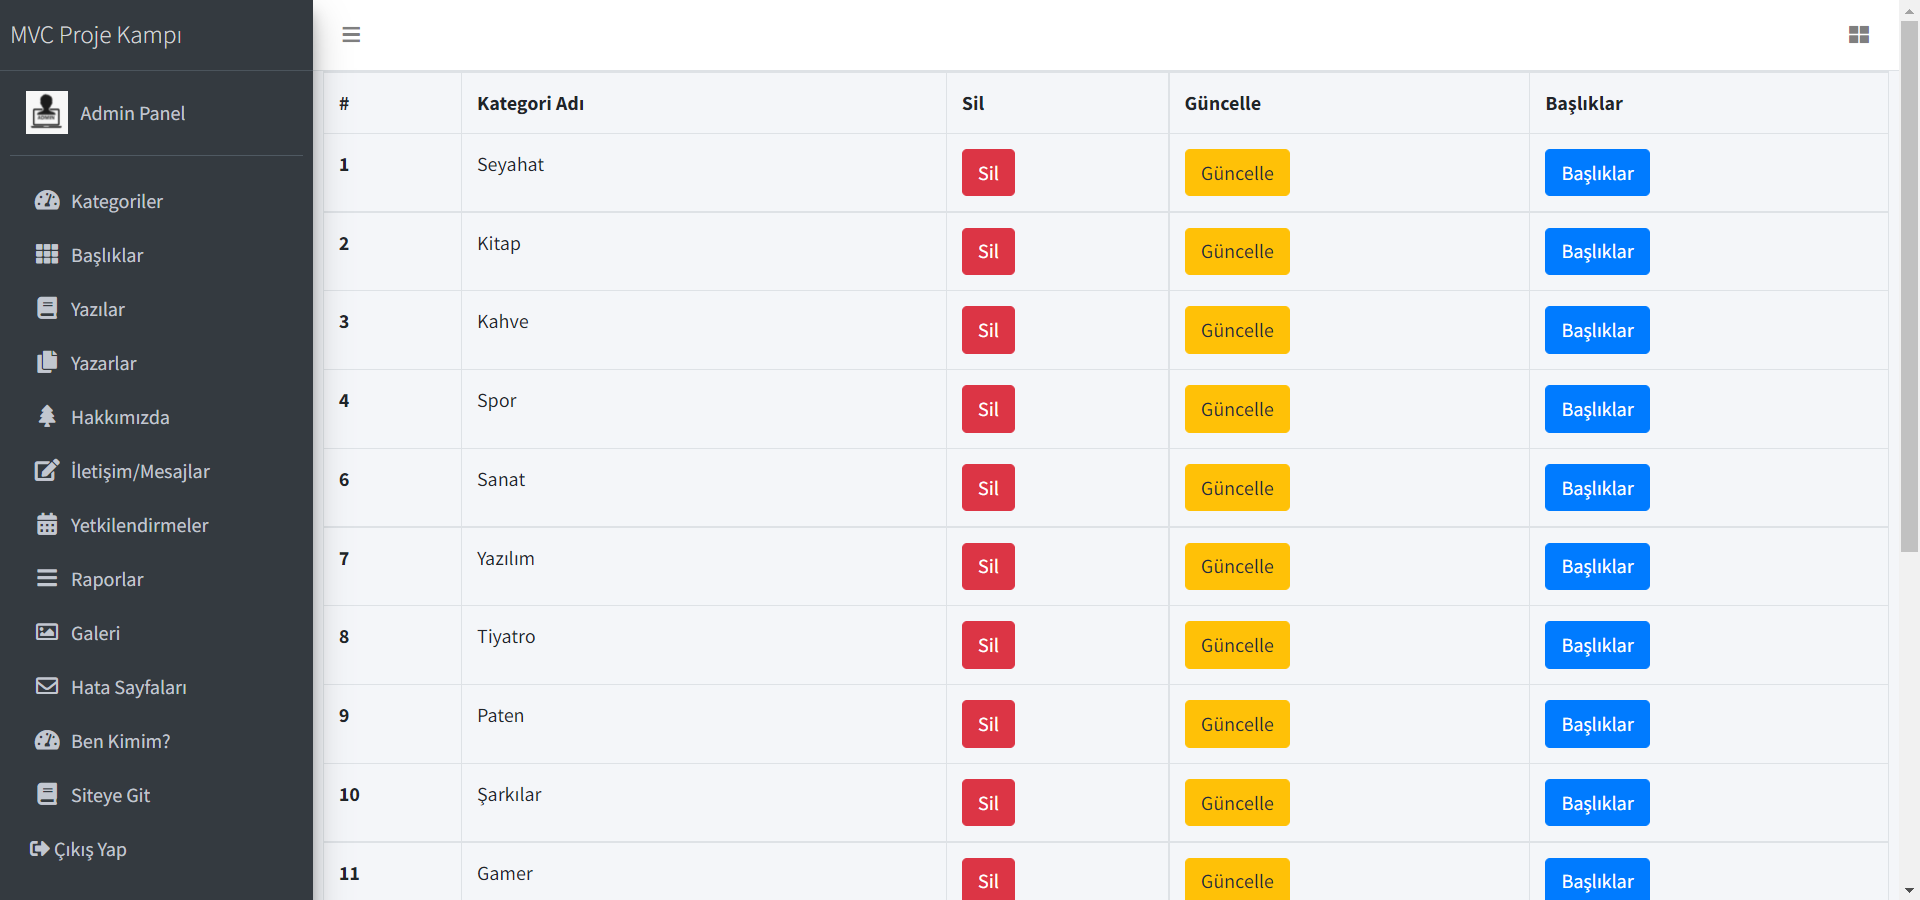 MVC Proje Kampı
Admin Panel
Kategoriler
Başlıklar
Yazılar
Yazarlar
Hakkımızda
İletişim/Mesajlar
Yetkilendirmeler
Raporlar
Galeri
Hata Sayfaları
Ben Kimim?
Siteye Git
Çıkış Yap
# Kategori Adı Sil Güncelle Başlıklar
1 Seyahat Sil Güncelle Başlıklar
2 Kitap Sil Güncelle Başlıklar
3 Kahve Sil Güncelle Başlıklar
4 Spor Sil Güncelle Başlıklar
6 Sanat Sil Güncelle Başlıklar
7 Yazılım Sil Güncelle Başlıklar
8 Tiyatro Sil Güncelle Başlıklar
9 Paten Sil Güncelle Başlıklar
10 Şarkılar Sil Güncelle Başlıklar
11 Gamer Sil Güncelle Başlıklar